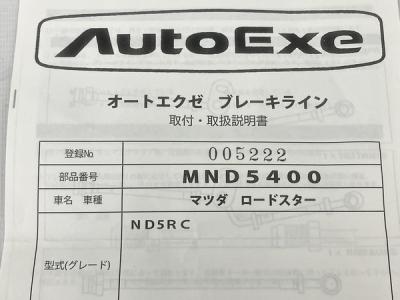 AutoExe
オートエクゼ ブレーキライン
取付・取扱説明書
登録No. 005222
部品番号 MND5400
車名 車種 マツダ ロードスター
ND5RC
型式(グレード)